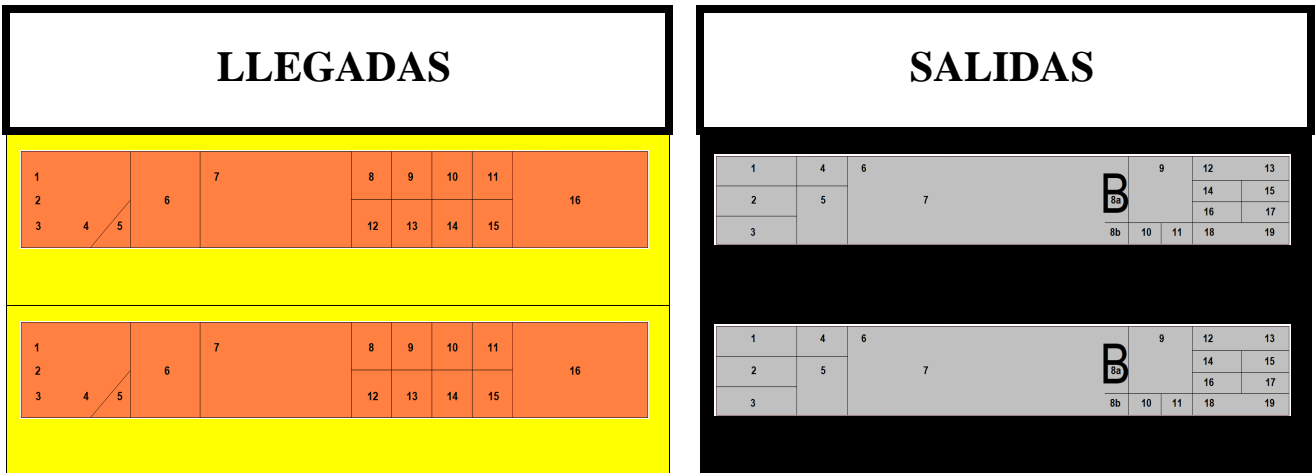 LLEGADAS
1 7 8 9 10 11
2 6 16
3 4 5 12 13 14 15
1 7 8 9 10 11
2 6 16
3 4 5 12 13 14 15
SALIDAS
1 4 6 9 12 13
2 5 7 B 8a 14 15
16 17
3 8b 10 11 18 19
1 4 6 9 12 13
2 5 7 B 8a 14 15
16 17
3 8b 10 11 18 19